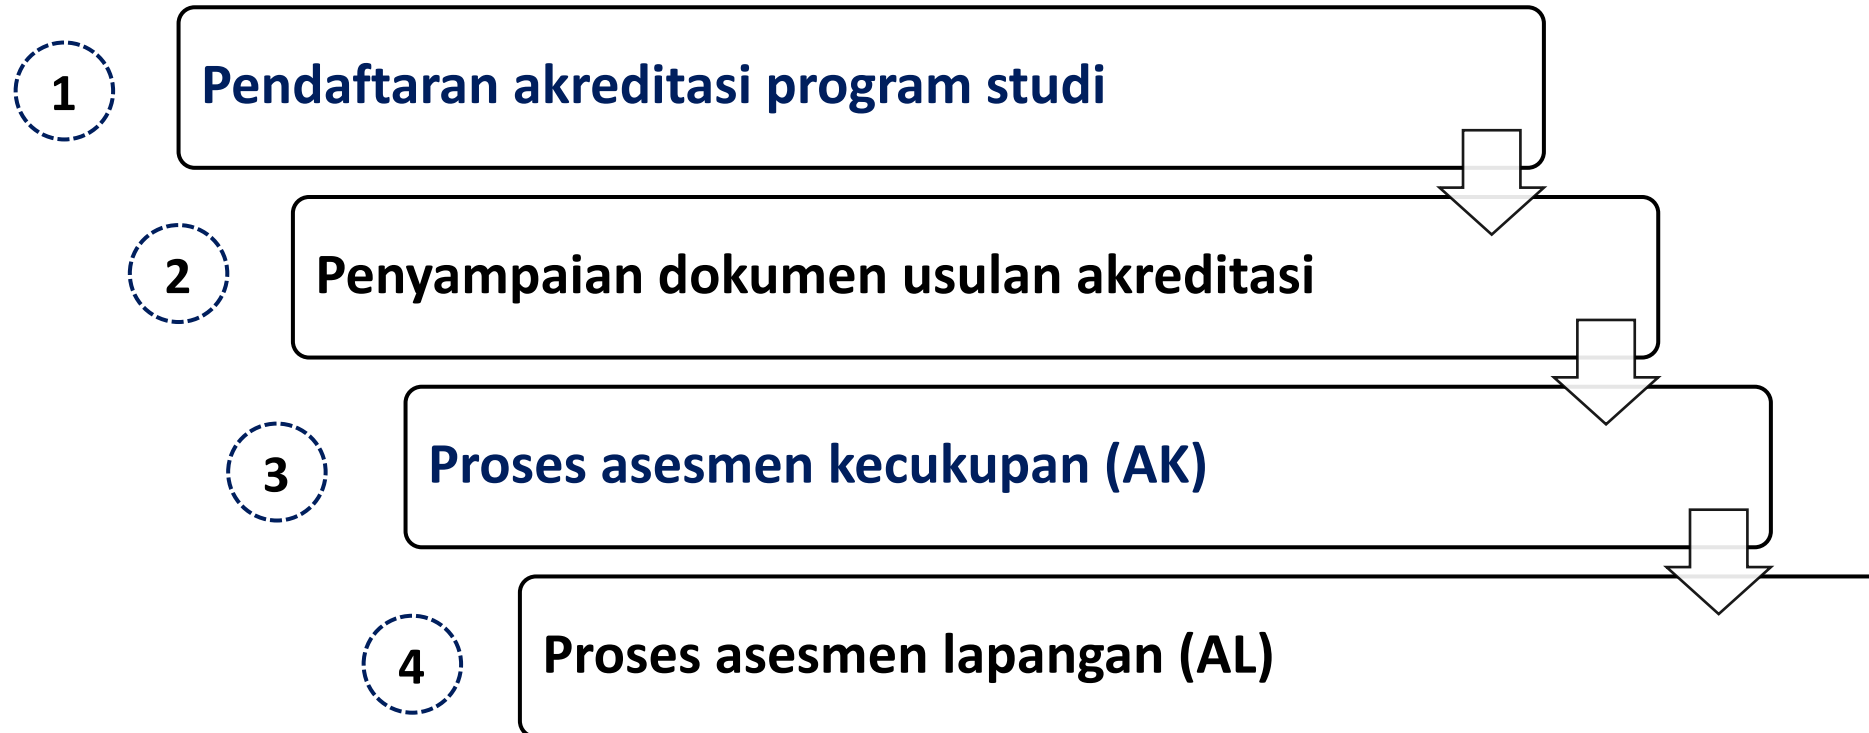 1
Pendaftaran akreditasi program studi
2
Penyampaian dokumen usulan akreditasi
3
Proses asesmen kecukupan (AK)
4
Proses asesmen lapangan (AL)